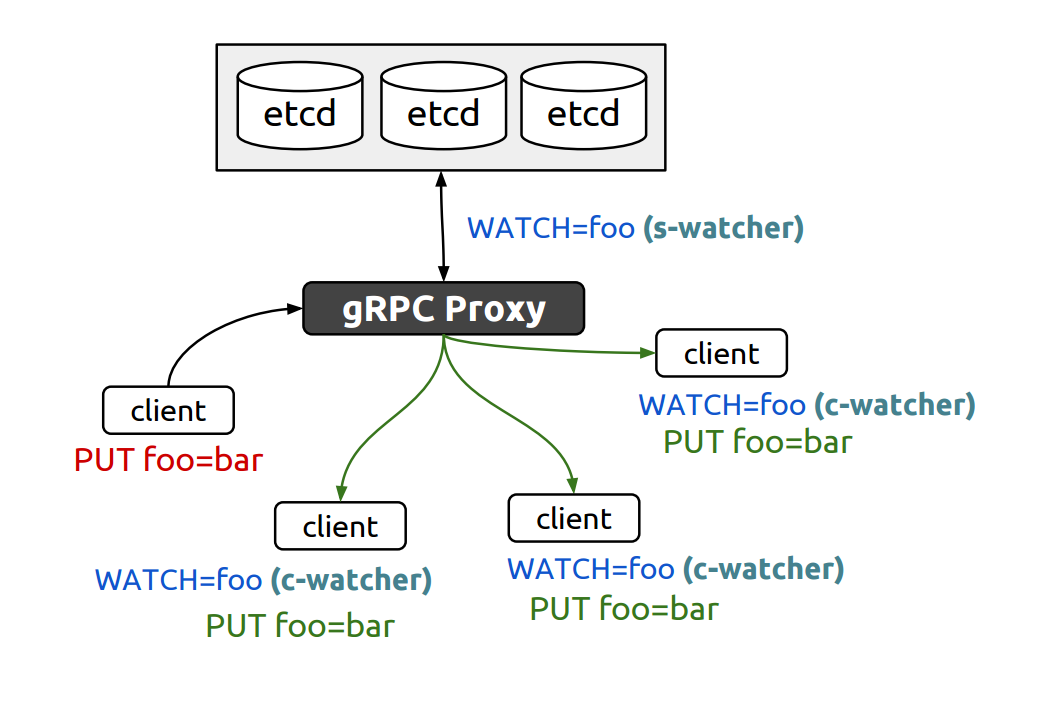 etcd
etcd
etcd
WATCH=foo (s-watcher)
gRPC Proxy
client
PUT foo=bar
client
WATCH=foo (c-watcher)
PUT foo=bar
client
WATCH=foo (c-watcher)
PUT foo=bar
client
WATCH=foo (c-watcher)
PUT foo=bar